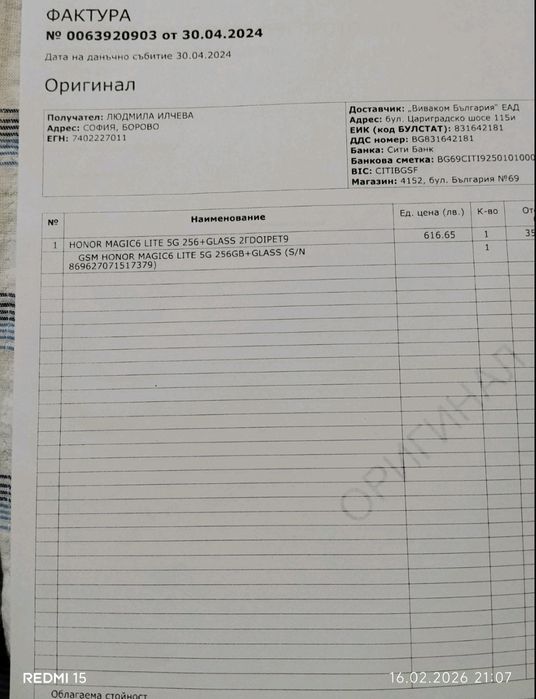 ФАКТУРА
№ 0063920903 от 30.04.2024
Дата на данъчно събитие 30.04.2024
Оригинал
Получател: ЛЮДМИЛА ИЛЧЕВА
Адрес: СОФИЯ, БОРОВО
ЕГН: 7402227011
Доставчик: „Виваком България" ЕАД
Адрес: бул. Цариградско шосе 115и
ЕИК (код БУЛСТАТ): 831642181
ДДС номер: BG831642181
Банка: Сити Банк
Банкова сметка: BG69CITI9250101000
BIC: CITIBGSF
Магазин: 4152, бул. България №69
№ Наименование Ед. цена (лв.) К-во От
1 HONOR MAGIC6 LITE 5G 256+GLASS 2ГDOIPET9 616.65 1 35
GSM HONOR MAGIC6 LITE 5G 256GB+GLASS (S/N 1
869627071517379)
ОРИГИНАЛ
Облагаема стойност
REDMI 15 16.02.2026 21:07